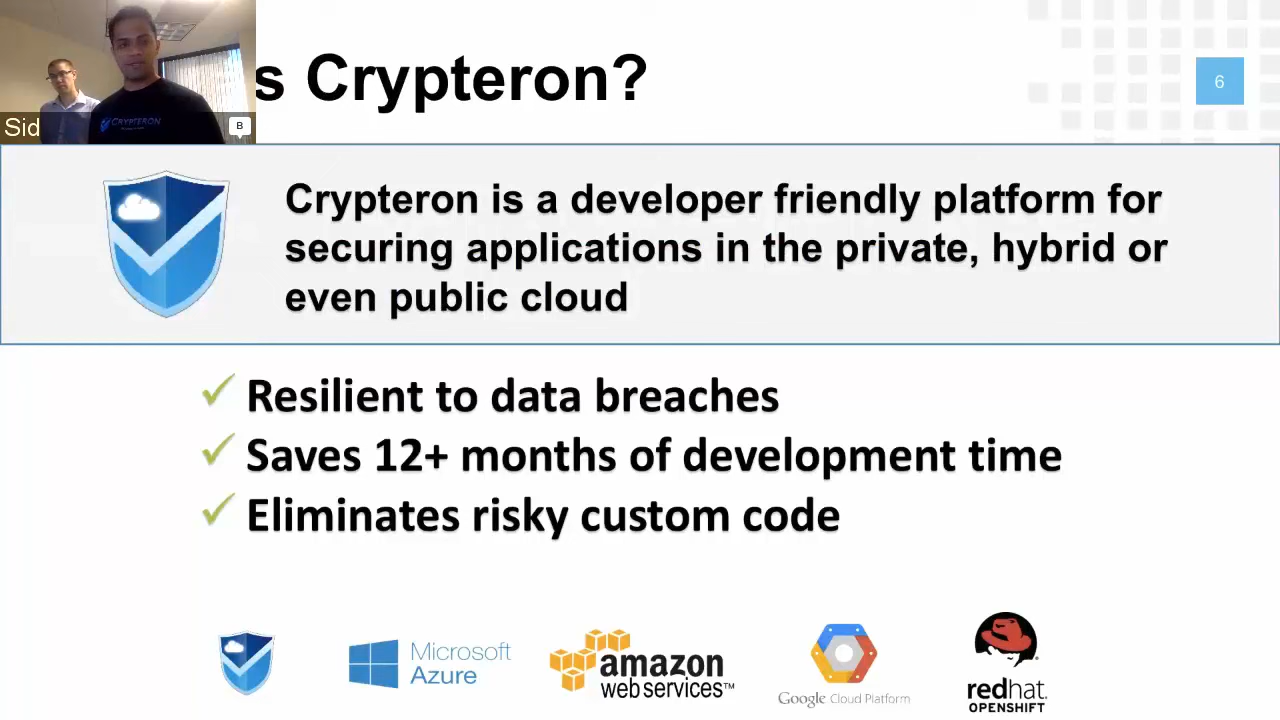 s Crypteron?
6
Sid
B
CRYPTERON
Crypteron is a developer friendly platform for
securing applications in the private, hybrid or
even public cloud
Resilient to data breaches
Saves 12+ months of development time
Eliminates risky custom code
Microsoft
Azure
amazon
web services™
Google Cloud Platform
redhat.
OPENSHIFT